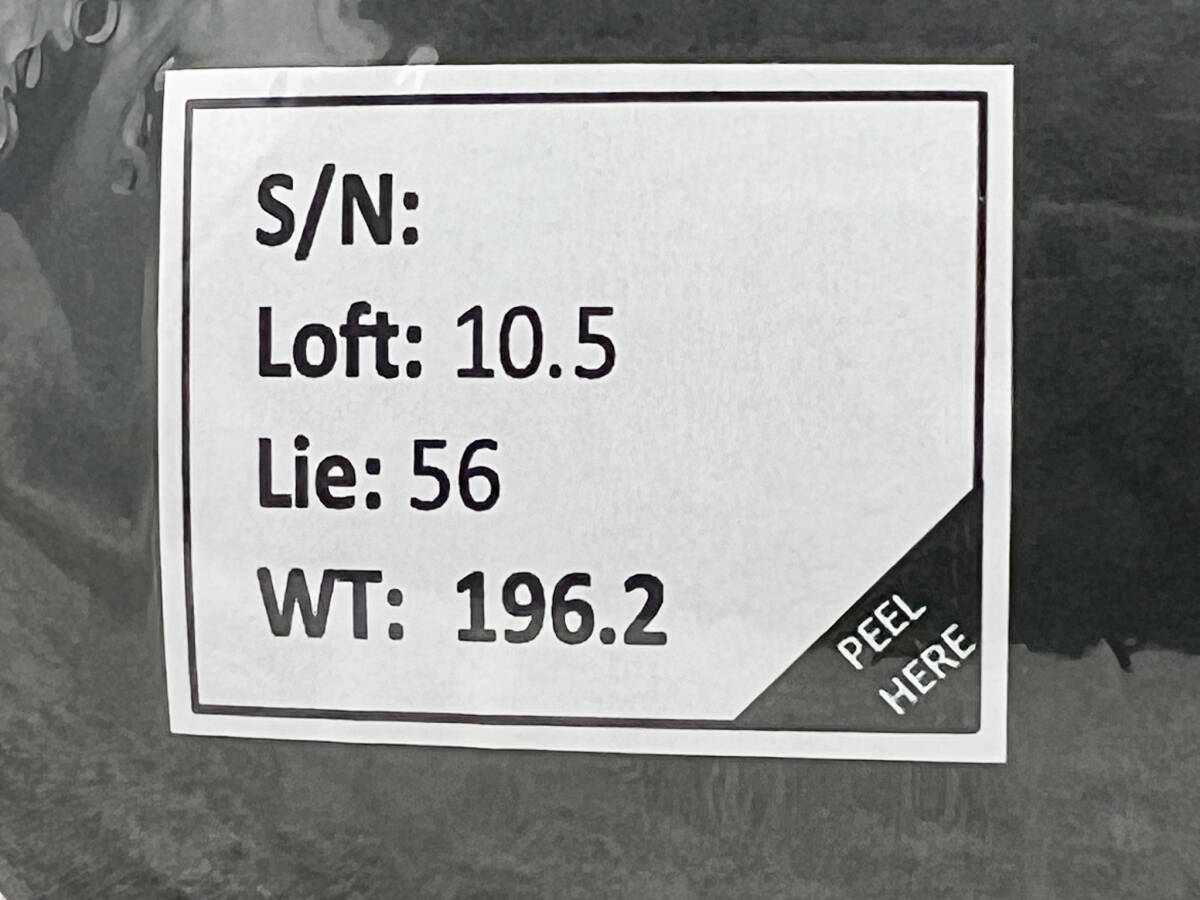 S/N:
Loft: 10.5
Lie: 56
WT: 196.2
PEEL
HERE